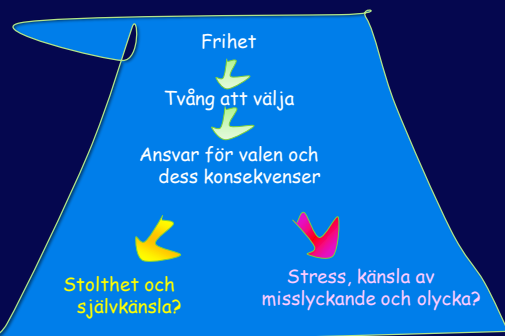 Frihet
Tvång att välja
Ansvar för valen och
dess konsekvenser
Stolthet och
självkänsla?
Stress, känsla av
misslyckande och olycka?